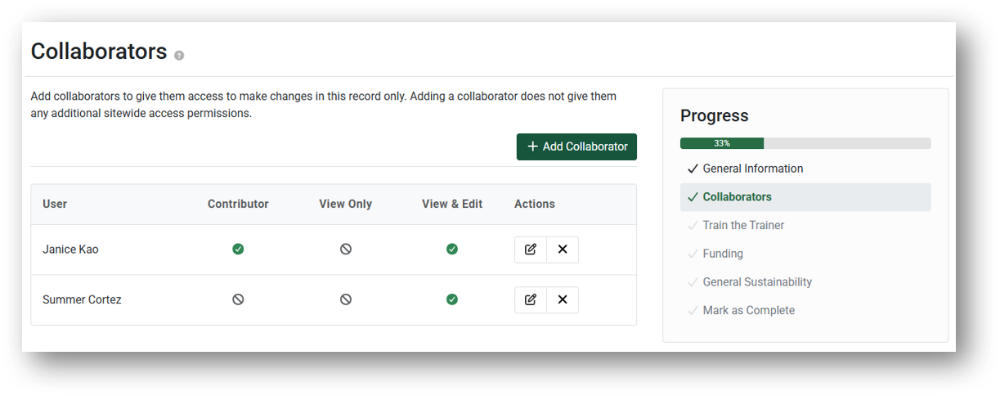 Collaborators ?
Add collaborators to give them access to make changes in this record only. Adding a collaborator does not give them
any additional sitewide access permissions.
+ Add Collaborator
User Contributor View Only View & Edit Actions
Janice Kao
Summer Cortez
Progress
33%
General Information
Collaborators
Train the Trainer
Funding
General Sustainability
Mark as Complete